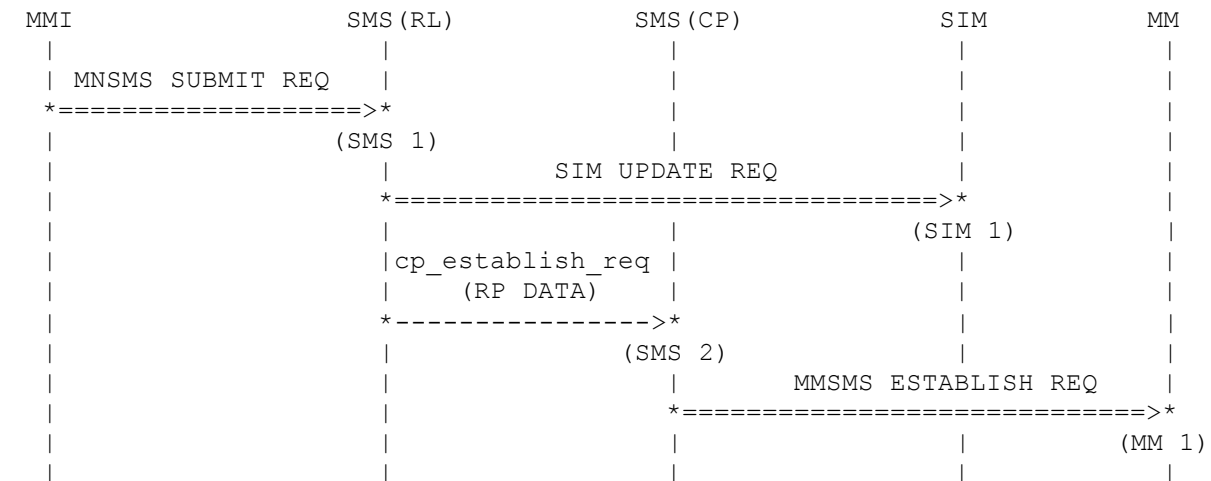 MMI SMS(RL) SMS(CP) SIM MM
MNSMS SUBMIT REQ
(SMS 1)
SIM UPDATE REQ
(SIM 1)
cp_establish_req
(RP DATA)
(SMS 2)
MMSMS ESTABLISH REQ
(MM 1)